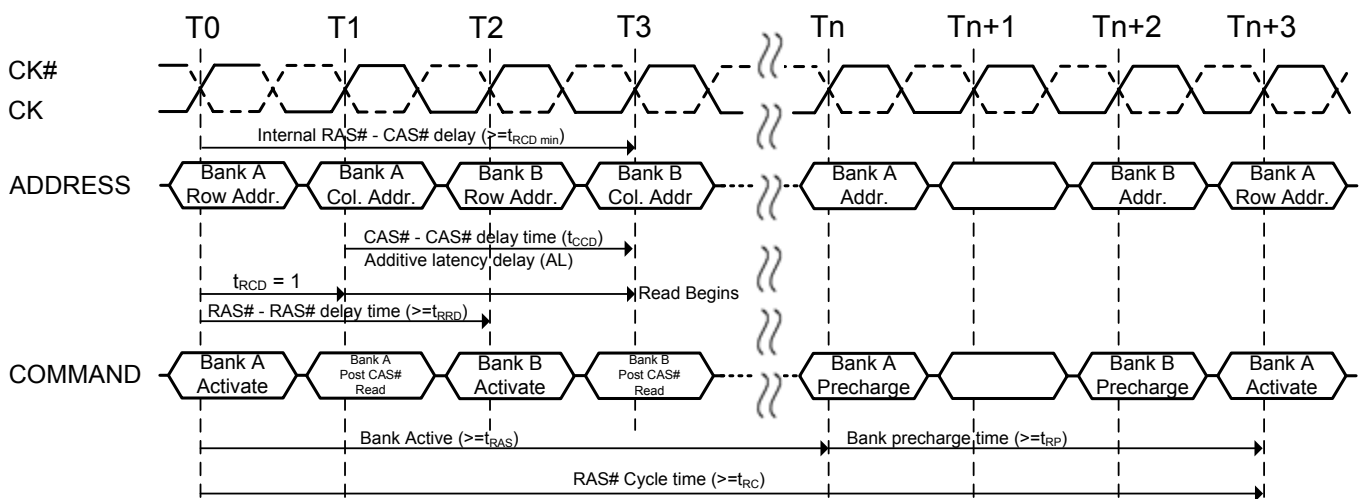 T0 T1 T2 T3 Tn Tn+1 Tn+2 Tn+3
CK#
CK
Internal RAS# - CAS# delay (>=tRCD min)
ADDRESS
Bank A
Row Addr.
Bank A
Col. Addr.
Bank B
Row Addr.
Bank B
Col. Addr
Bank A
Addr.
Bank B
Addr.
Bank A
Row Addr.
CAS# - CAS# delay time (tCCD)
Additive latency delay (AL)
tRCD = 1
Read Begins
RAS# - RAS# delay time (>=tRRD)
COMMAND
Bank A
Activate
Bank A
Post CAS#
Read
Bank B
Activate
Bank B
Post CAS#
Read
Bank A
Precharge
Bank B
Precharge
Bank A
Activate
Bank Active (>=tRAS)
Bank precharge time (>=tRP)
RAS# Cycle time (>=tRC)